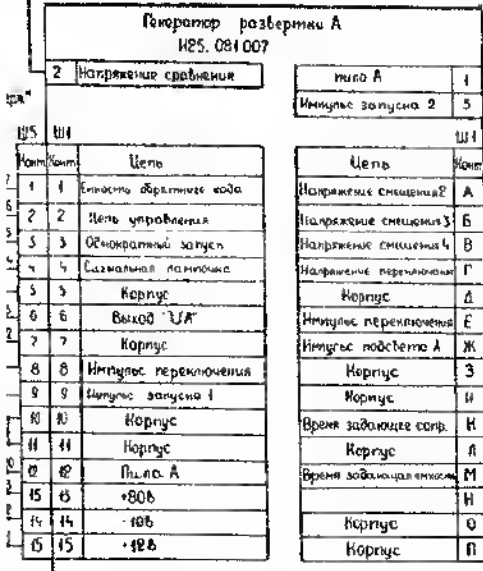 Генератор развертки А
И25. 081 007
2 Напряжение сравнения
пила А 1
Импульс запуска 2 5
Ш5 Ш1
Ш1
Конт Конт Цепь
Цепь Конт
1 1 Емкость обратного хода
Напряжение смещения 2 А
2 2 Цепь управления
Напряжение смещения 3 Б
3 3 Однократный запуск
Напряжение смещения 4 В
4 4 Сигнальная лампочка
Напряжение переключения Г
5 5 Корпус
Корпус Д
6 6 Выход "UА"
Импульс переключения Е
7 7 Корпус
Импульс подсвета А Ж
8 8 Импульс переключения
Корпус З
9 9 Импульс запуска 1
Корпус И
10 10 Корпус
Время задающее сопр. К
11 11 Корпус
Корпус Л
12 12 Пила А
Время задающая емкость М
13 13 +80В
Н
14 14 -10В
Корпус О
15 15 +12В
Корпус П